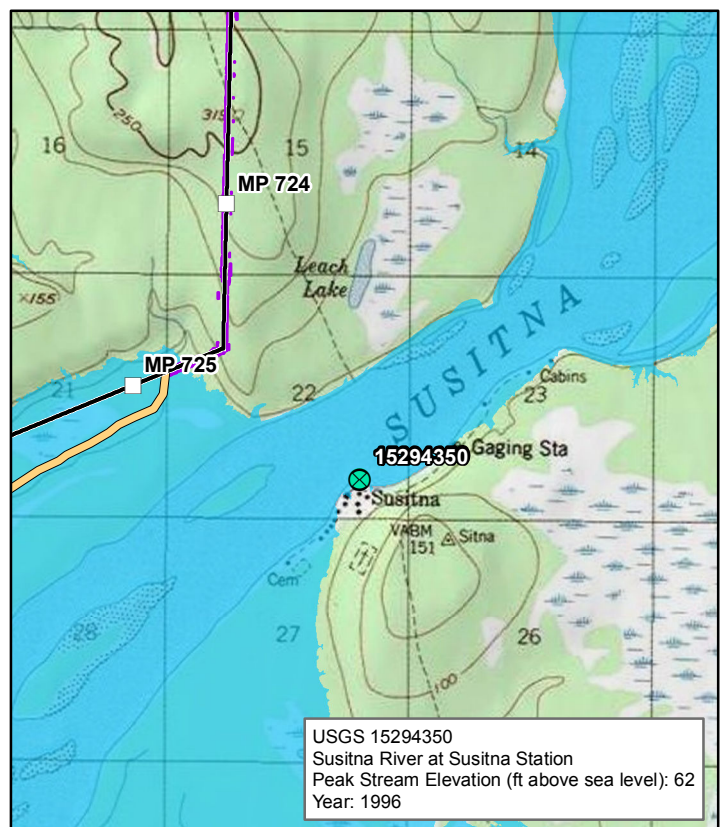 250
315
16
15
14
MP 724
Leach
Lake
×155
SUSITNA
MP 725
21
22
Cabins
23
15294350
Gaging Sta
Susitna
VABM
151
Sitna
Cem
28
27
26
100
USGS 15294350
Susitna River at Susitna Station
Peak Stream Elevation (ft above sea level): 62
Year: 1996